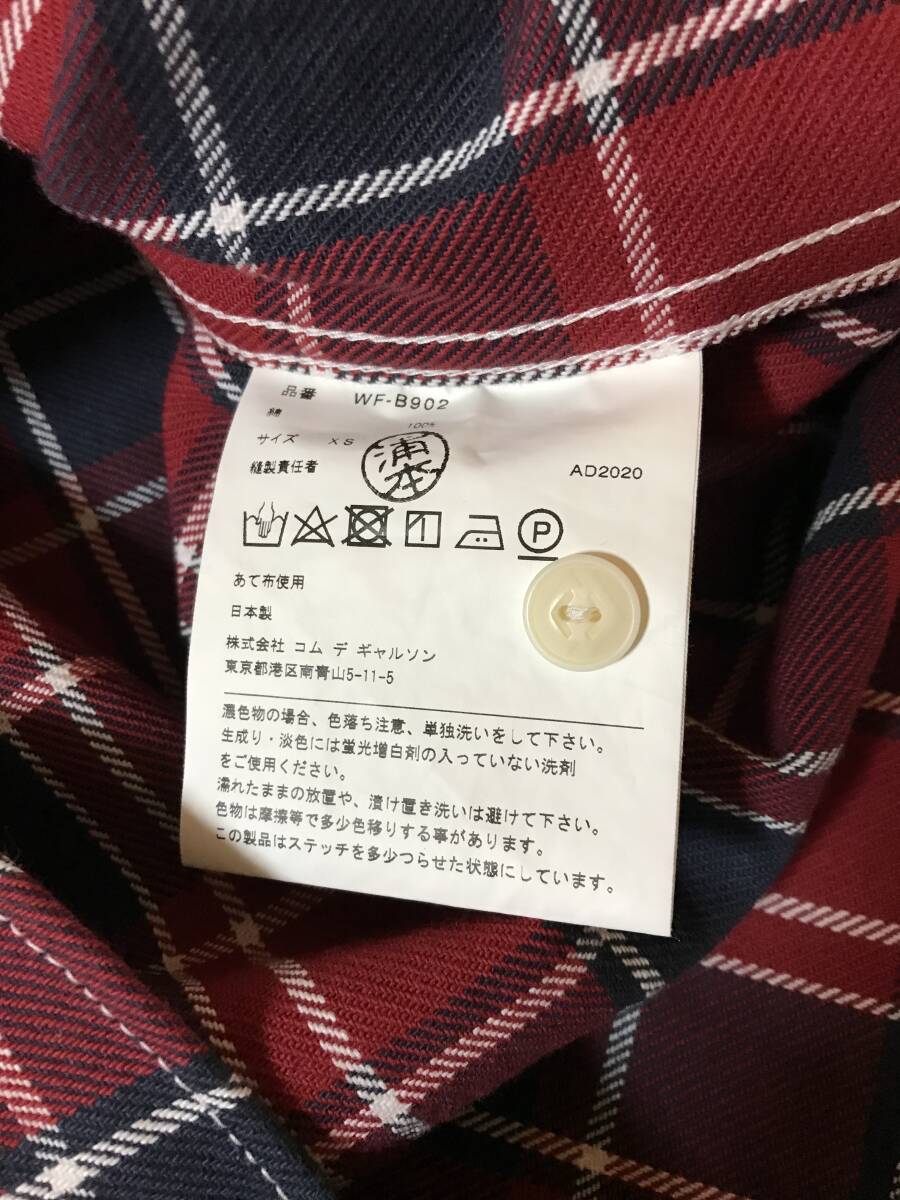 品番 WF-B902
綿 100%
サイズ XS
縫製責任者 浦本 AD2020
P
あて布使用
日本製
株式会社 コム デ ギャルソン
東京都港区南青山5-11-5
濃色物の場合、色落ち注意、単独洗いをして下さい。
生成り・淡色には蛍光増白剤の入っていない洗剤
をご使用ください。
濡れたままの放置や、漬け置き洗いは避けて下さい。
色物は摩擦等で多少色移りする事があります。
この製品はステッチを多少つらせた状態にしています。